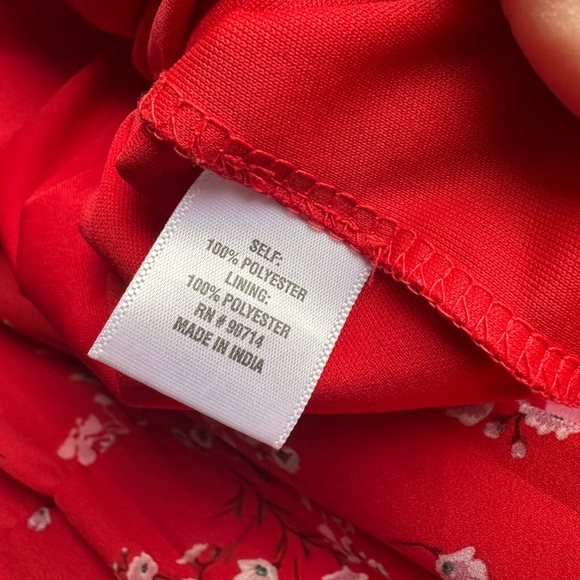 SELF:
100% POLYESTER
LINING:
100% POLYESTER
RN # 90714
MADE IN INDIA